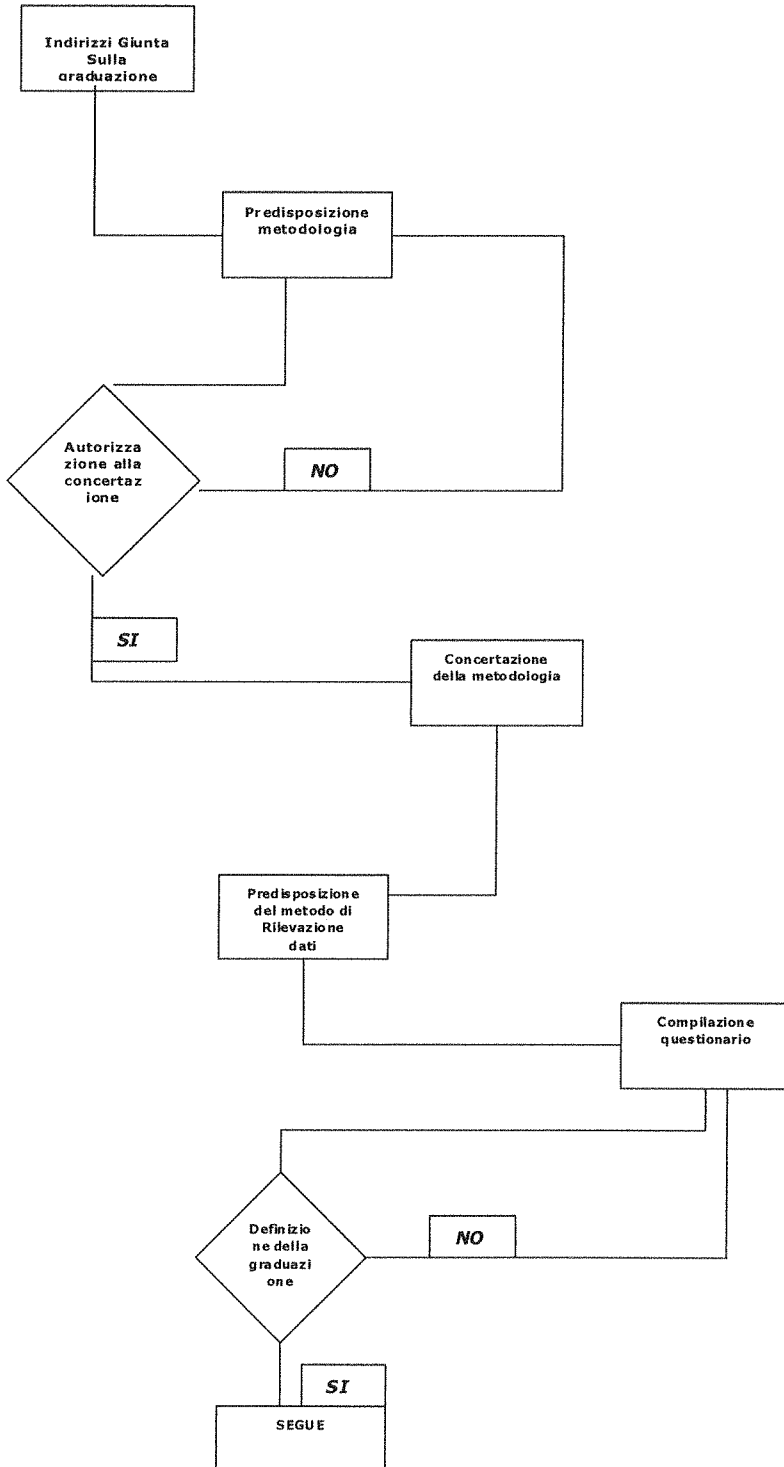 Indirizzi Giunta
Sulla
graduazione
Predisposizione
metodologia
Autorizza
zione alla
concertaz
ione
NO
SI
Concertazione
della metodologia
Predisposizione
del metodo di
Rilevazione
dati
Compilazione
questionario
Definizio
ne della
graduazi
one
NO
SI
SEGUE